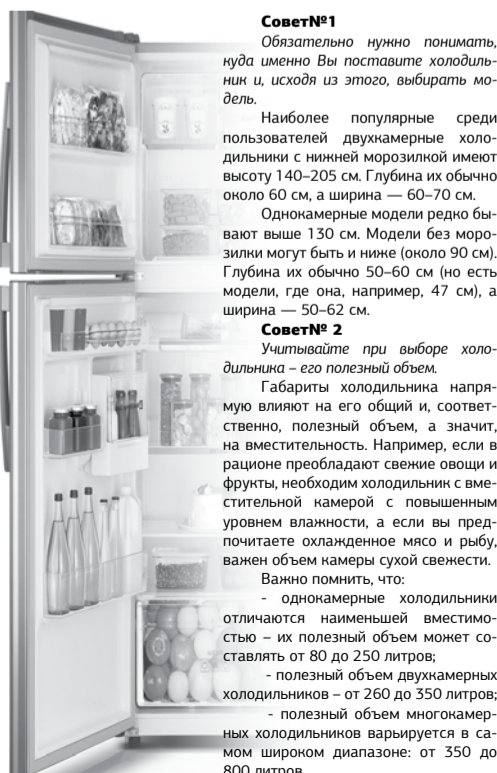 Совет№1
Обязательно нужно понимать,
куда именно Вы поставите холодиль-
ник и, исходя из этого, выбирать мо-
дель.
Наиболее популярные среди
пользователей двухкамерные холо-
дильники с нижней морозилкой имеют
высоту 140–205 см. Глубина их обычно
около 60 см, а ширина — 60–70 см.
Однокамерные модели редко бы-
вают выше 130 см. Модели без моро-
зилки могут быть и ниже (около 90 см).
Глубина их обычно 50–60 см (но есть
модели, где она, например, 47 см), а
ширина — 50–62 см.
Совет№ 2
Учитывайте при выборе холо-
дильника – его полезный объем.
Габариты холодильника напря-
мую влияют на его общий и, соответ-
ственно, полезный объем, а значит,
на вместительность. Например, если в
рационе преобладают свежие овощи и
фрукты, необходим холодильник с вме-
стительной камерой с повышенным
уровнем влажности, а если вы пред-
почитаете охлажденное мясо и рыбу,
важен объем камеры сухой свежести.
Важно помнить, что:
- однокамерные холодильники
отличаются наименьшей вместимо-
стью – их полезный объем может со-
ставлять от 80 до 250 литров;
- полезный объем двухкамерных
холодильников – от 260 до 350 литров;
- полезный объем многокамер-
ных холодильников варьируется в са-
мом широком диапазоне: от 350 до
800 литров